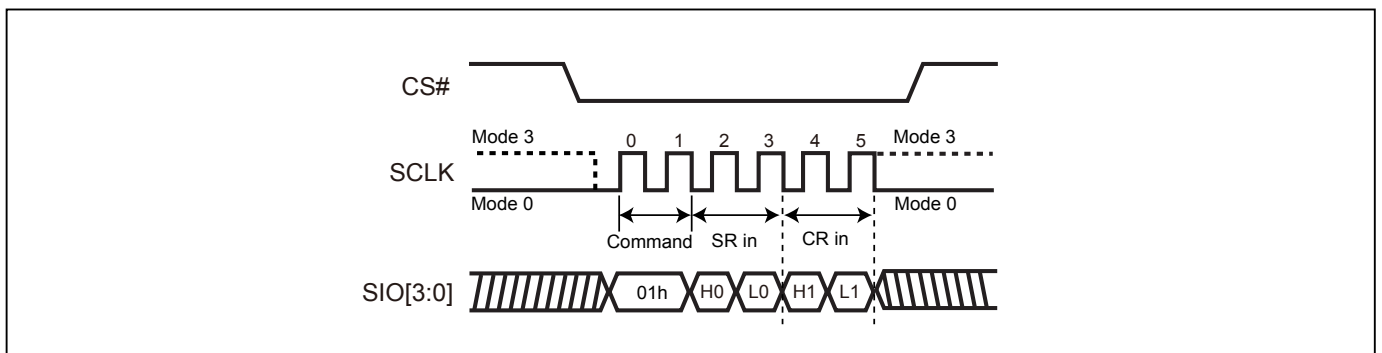 CS#
Mode 3 0 1 2 3 4 5 Mode 3
SCLK
Mode 0 Mode 0
Command SR in CR in
SIO[3:0] 01h H0 L0 H1 L1